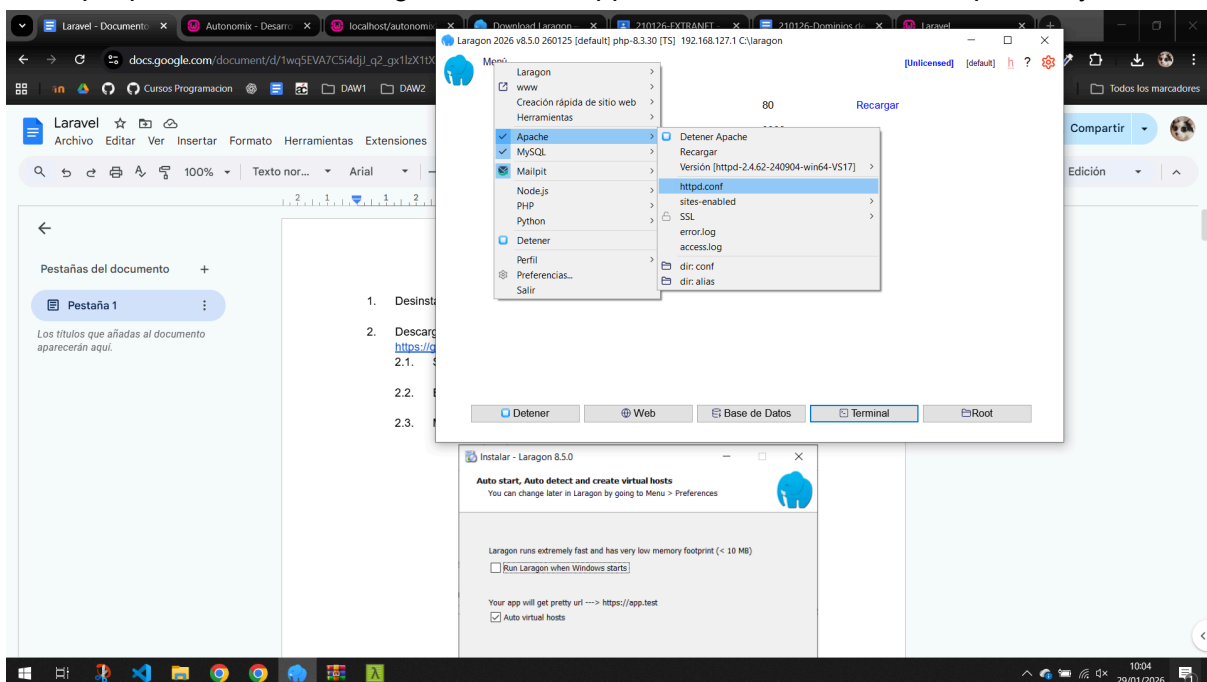 Laravel - Documento
Autonomix - Desarro
localhost/autonomix
Download Laragon -
210126-EXTRANET -
210126-Dominios de
Laravel
docs.google.com/document/d/1wq5EVA7C5i4djJ_q2_gx1IzX1tX
Cursos Programacion
DAW1
DAW2
Todos los marcadores
Laravel
Archivo Editar Ver Insertar Formato Herramientas Extensiones
Compartir
100%
Texto nor...
Arial
Edición
2 1 1 2
Pestañas del documento
Pestaña 1
Los títulos que añadas al documento
aparecerán aquí.
1. Desinsta
2. Descarg
https://g
2.1.
2.2.
2.3.
Laragon 2026 v8.5.0 260125 [default] php-8.3.30 [TS] 192.168.127.1 C:\laragon
Menú
[Unlicensed] [default] h ?
80 Recargar
Laragon
www
Creación rápida de sitio web
Herramientas
Apache
MySQL
Mailpit
Node.js
PHP
Python
Detener
Perfil
Preferencias...
Salir
Detener Apache
Recargar
Versión [httpd-2.4.62-240904-win64-VS17]
httpd.conf
sites-enabled
SSL
error.log
access.log
dir: conf
dir: alias
Detener
Web
Base de Datos
Terminal
Root
Instalar - Laragon 8.5.0
Auto start, Auto detect and create virtual hosts
You can change later in Laragon by going to Menu > Preferences
Laragon runs extremely fast and has very low memory footprint (< 10 MB)
Run Laragon when Windows starts
Your app will get pretty url ---> https://app.test
Auto virtual hosts
10:04
29/01/2026